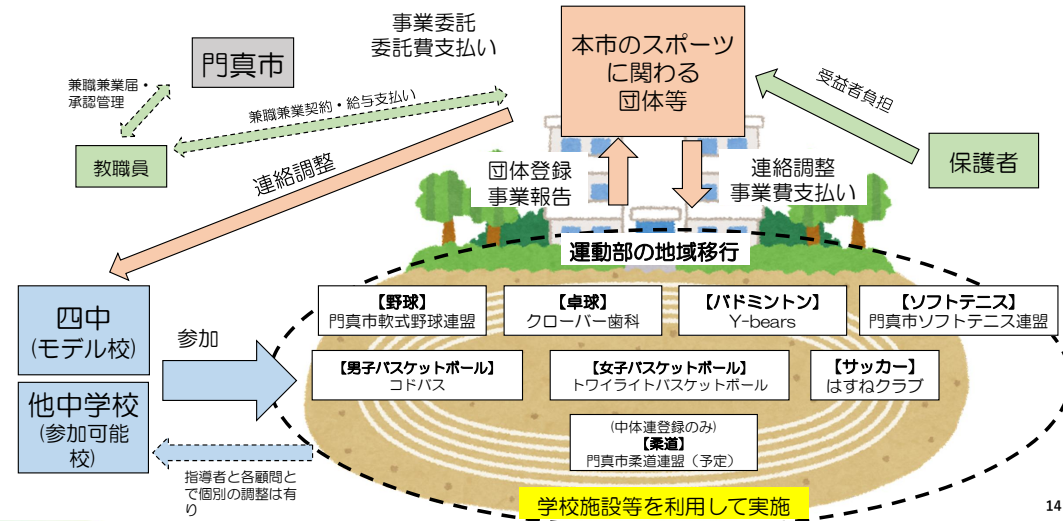 事業委託
委託費支払い
門真市
本市のスポーツ
に関わる
団体等
兼職兼業届・
承認管理
兼職兼業契約・給与支払い
受益者負担
教職員
保護者
連絡調整
団体登録
事業報告
連絡調整
事業費支払い
運動部の地域移行
四中
(モデル校)
他中学校
(参加可能
校)
参加
【野球】
門真市軟式野球連盟
【卓球】
クローバー歯科
【バドミントン】
Y-bears
【ソフトテニス】
門真市ソフトテニス連盟
【男子バスケットボール】
コドバス
【女子バスケットボール】
トワイライトバスケットボール
【サッカー】
はすねクラブ
(中体連登録のみ)
【柔道】
門真市柔道連盟（予定）
指導者と各顧問と
で個別の調整は有
り
学校施設等を利用して実施
14